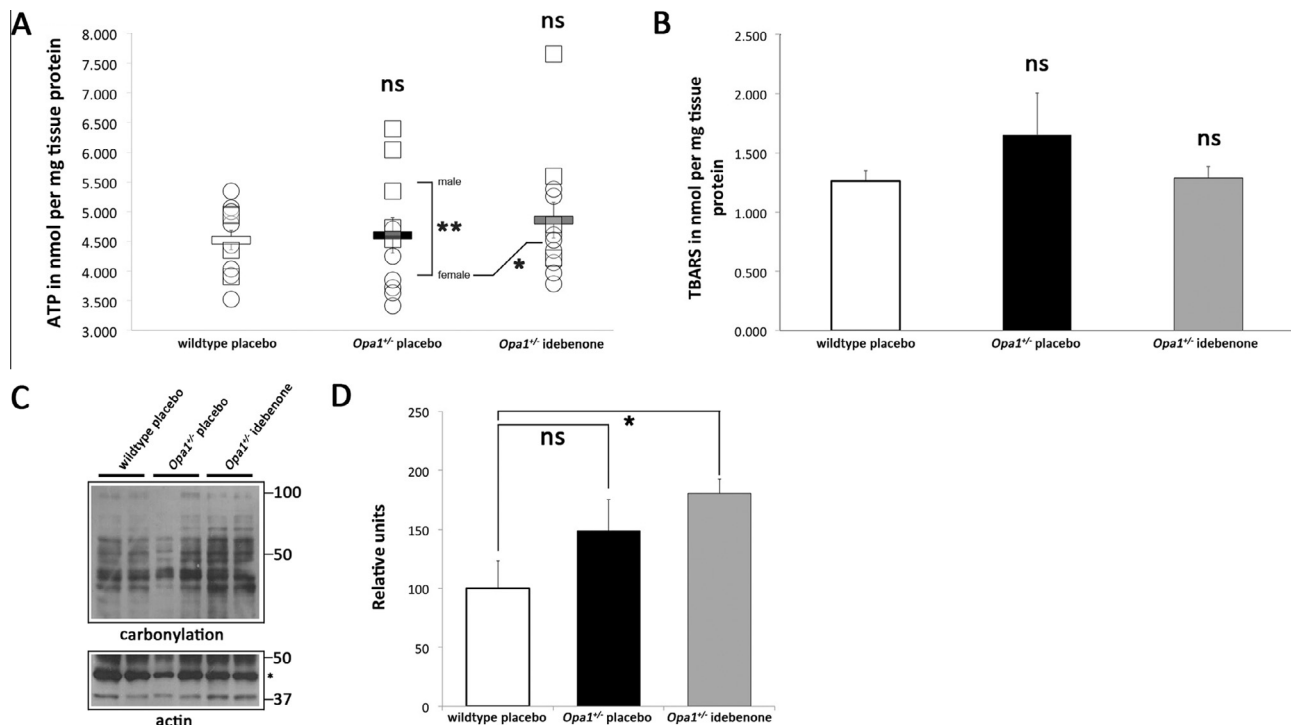 A
ATP in nmol per mg tissue protein
8.000
7.500
7.000
6.500
6.000
5.500
5.000
4.500
4.000
3.500
3.000
ns
ns
male
**
female
*
wildtype placebo
Opa1+/- placebo
Opa1+/- idebenone
B
TBARS in nmol per mg tissue
protein
2.500
2.000
1.500
1.000
0.500
0.000
ns
ns
wildtype placebo
Opa1+/- placebo
Opa1+/- idebenone
C
wildtype placebo
Opa1+/- placebo
Opa1+/- idebenone
100
50
carbonylation
50
*
37
actin
D
Relative units
250
200
150
100
50
0
ns
*
wildtype placebo
Opa1+/- placebo
Opa1+/- idebenone